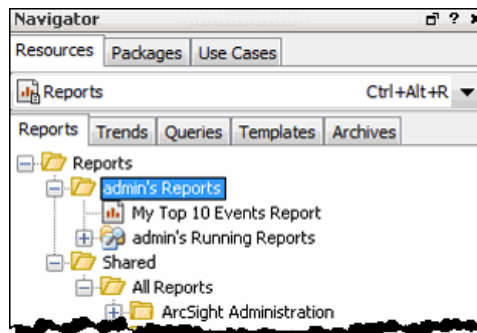 Navigator
Resources Packages Use Cases
Reports Ctrl+Alt+R
Reports Trends Queries Templates Archives
Reports
admin's Reports
My Top 10 Events Report
admin's Running Reports
Shared
All Reports
ArcSight Administration